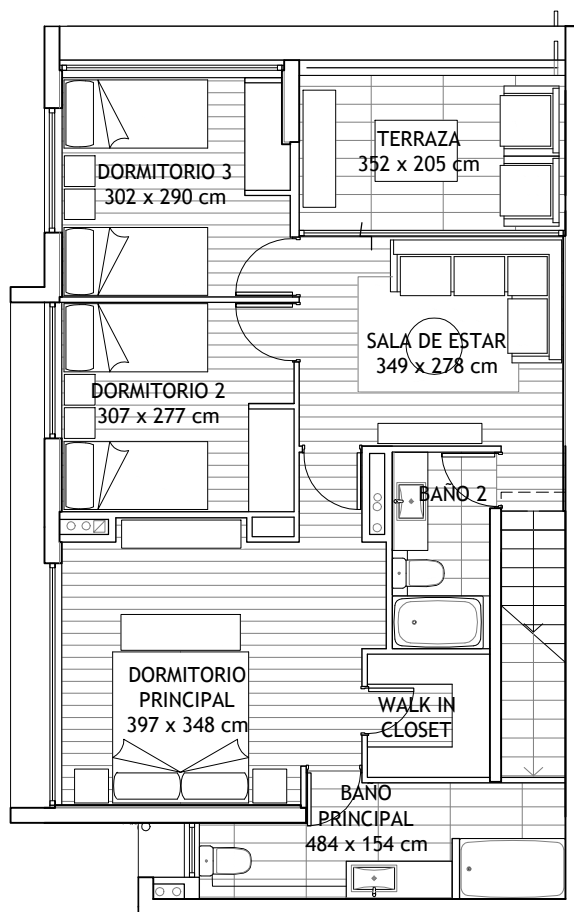 TERRAZA
352 x 205 cm
DORMITORIO 3
302 x 290 cm
SALA DE ESTAR
349 x 278 cm
DORMITORIO 2
307 x 277 cm
BAÑO 2
DORMITORIO
PRINCIPAL
397 x 348 cm
WALK IN
CLOSET
BAÑO
PRINCIPAL
484 x 154 cm